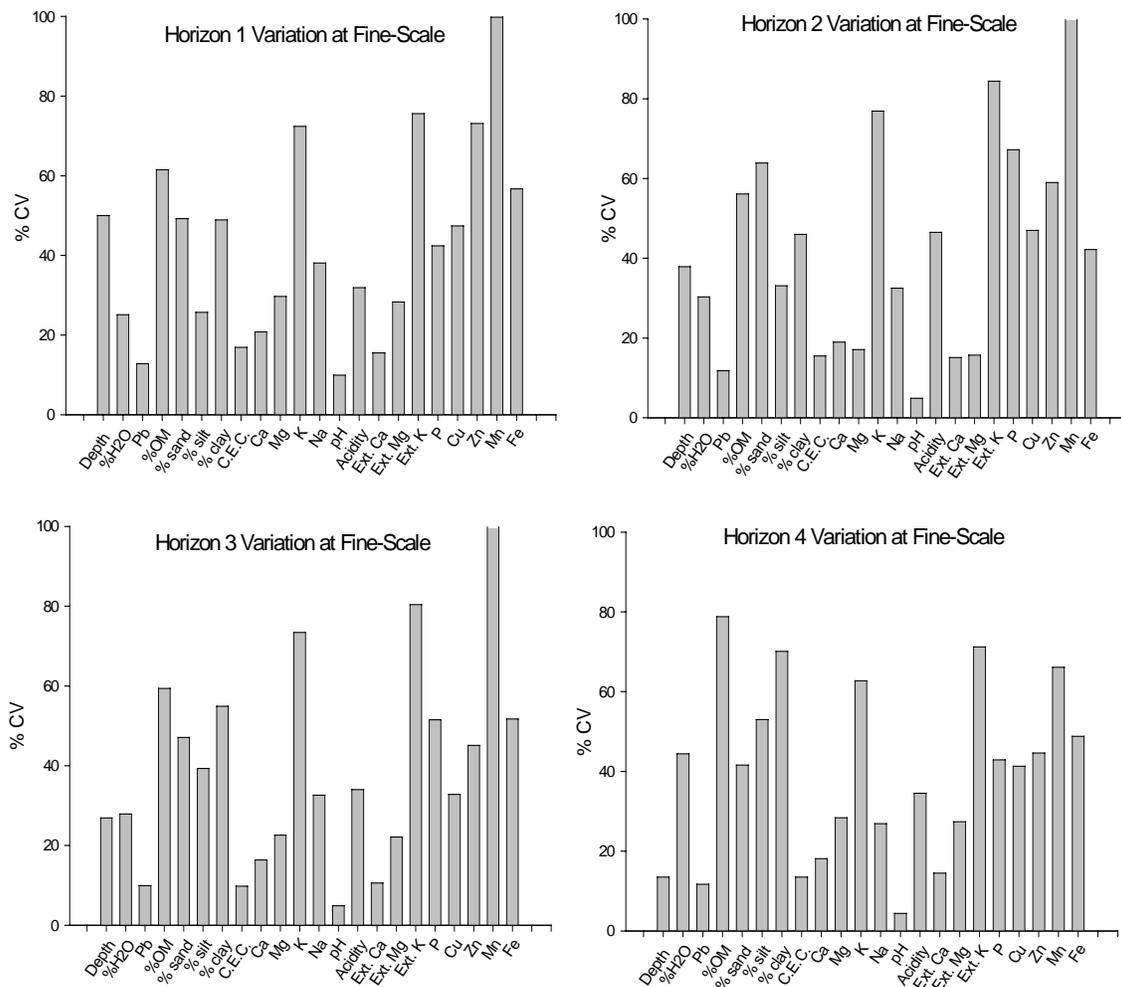 Horizon 1 Variation at Fine-Scale
% CV
100
80
60
40
20
0
Depth
%H2O
Pb
%OM
% sand
% silt
% clay
C.E.C.
Ca
Mg
K
Na
pH
Acidity
Ext. Ca
Ext. Mg
Ext. K
P
Cu
Zn
Mn
Fe
Horizon 2 Variation at Fine-Scale
% CV
100
80
60
40
20
0
Depth
%H2O
Pb
%OM
% sand
% silt
% clay
C.E.C.
Ca
Mg
K
Na
pH
Acidity
Ext. Ca
Ext. Mg
Ext. K
P
Cu
Zn
Mn
Fe
Horizon 3 Variation at Fine-Scale
% CV
100
80
60
40
20
0
Depth
%H2O
Pb
%OM
% sand
% silt
% clay
C.E.C.
Ca
Mg
K
Na
pH
Acidity
Ext. Ca
Ext. Mg
Ext. K
P
Cu
Zn
Mn
Fe
Horizon 4 Variation at Fine-Scale
% CV
100
80
60
40
20
0
Depth
%H2O
Pb
%OM
% sand
% silt
% clay
C.E.C.
Ca
Mg
K
Na
pH
Acidity
Ext. Ca
Ext. Mg
Ext. K
P
Cu
Zn
Mn
Fe